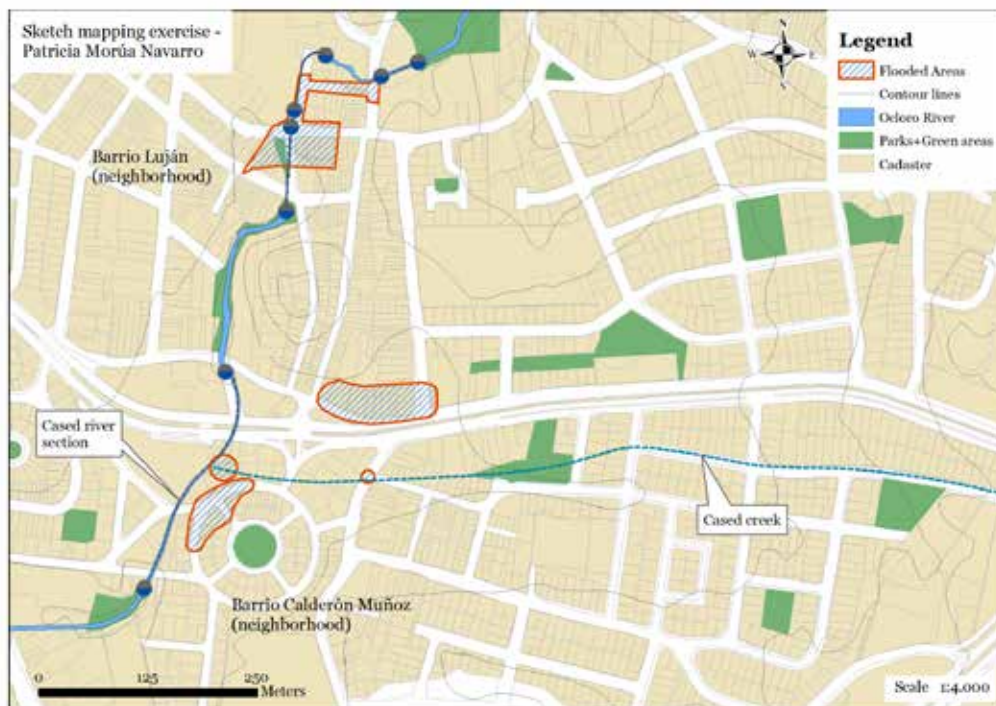 Sketch mapping exercise -
Patricia Morúa Navarro
N
W E
S
Legend
Flooded Areas
Contour lines
Ocloro River
Parks+Green areas
Cadaster
Barrio Luján
(neighborhood)
Cased river
section
Cased creek
Barrio Calderón Muñoz
(neighborhood)
0 125 250
Meters
Scale 1:4.000